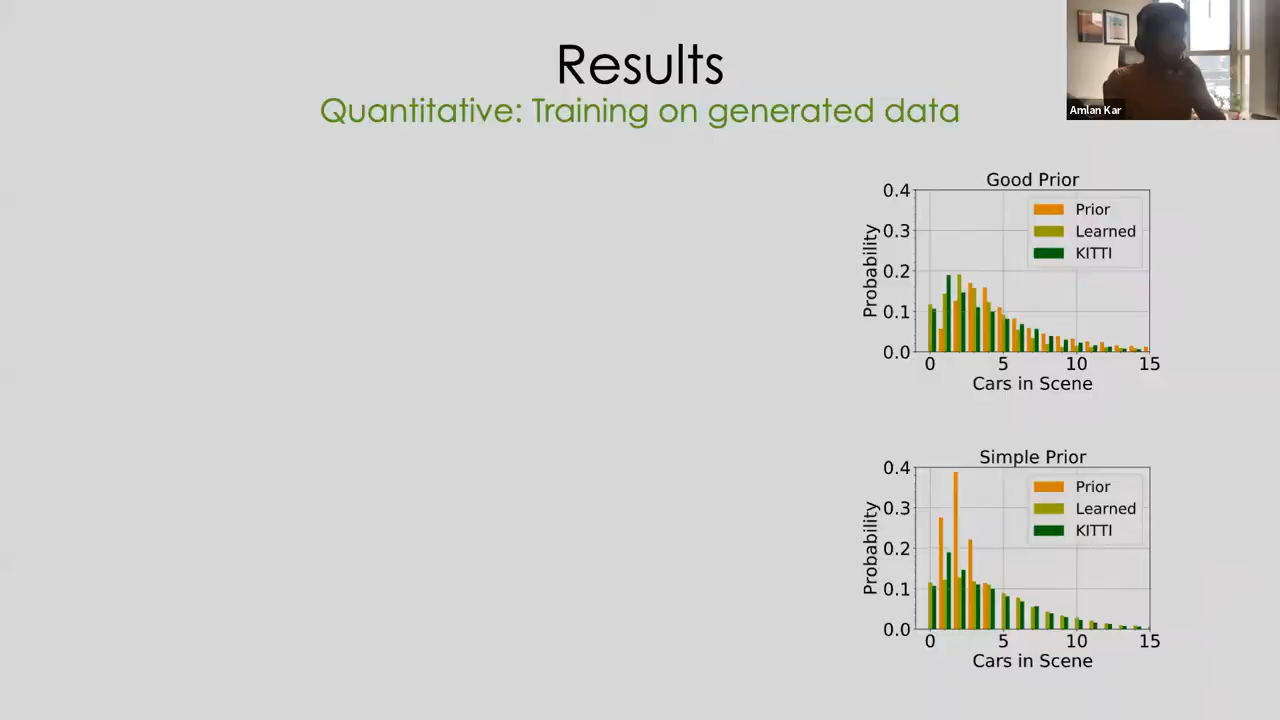 Results
Quantitative: Training on generated data
Amlan Kar
Good Prior
0.4
0.3
0.2
0.1
0.0
Probability
Prior
Learned
KITTI
0 5 10 15
Cars in Scene
Simple Prior
0.4
0.3
0.2
0.1
0.0
Probability
Prior
Learned
KITTI
0 5 10 15
Cars in Scene